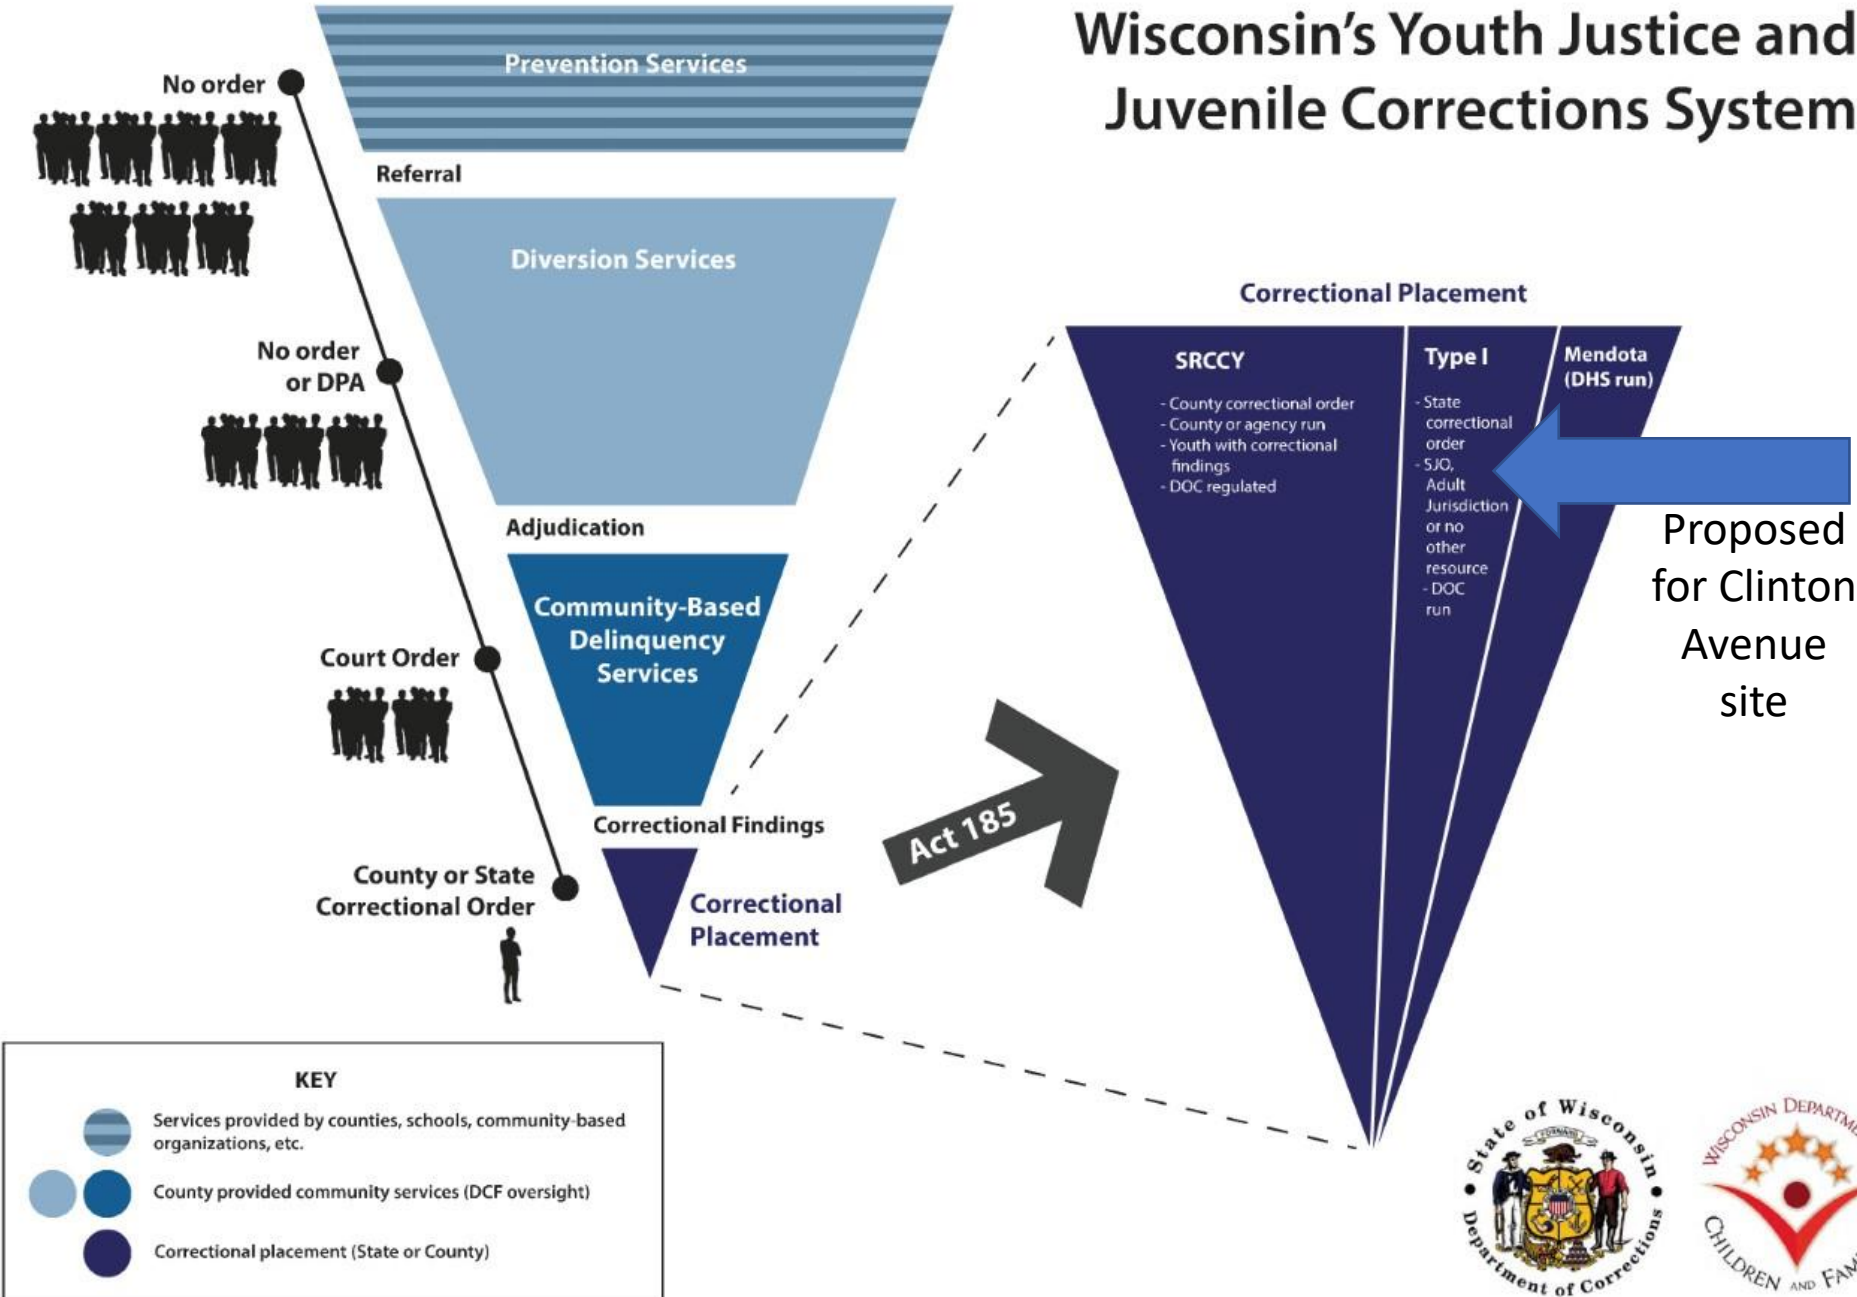 Wisconsin's Youth Justice and
Juvenile Corrections System
Prevention Services
No order
Referral
Diversion Services
No order
or DPA
Adjudication
Community-Based
Delinquency
Services
Court Order
Correctional Findings
County or State
Correctional Order
Correctional
Placement
Act 185
Correctional Placement
SRCCY
- County correctional order
- County or agency run
- Youth with correctional
findings
- DOC regulated
Type I
- State
correctional
order
- SJO,
Adult
Jurisdiction
or no
other
resource
- DOC
run
Mendota
(DHS run)
Proposed
for Clinton
Avenue
site
KEY
Services provided by counties, schools, community-based
organizations, etc.
County provided community services (DCF oversight)
Correctional placement (State or County)
State of Wisconsin
FORWARD
Department of Corrections
WISCONSIN
CHILDREN AND